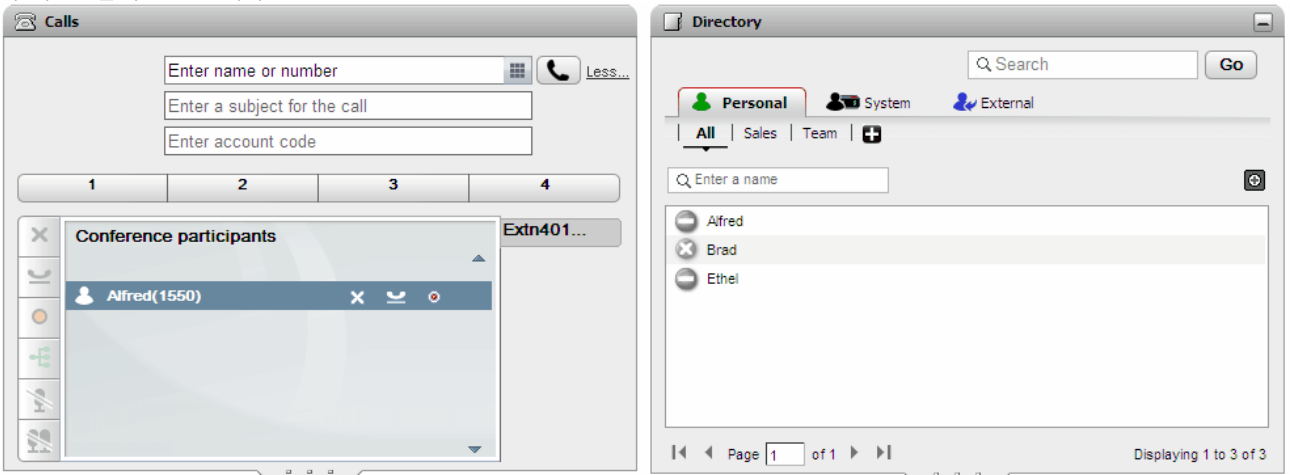 Calls
Enter name or number
Less...
Enter a subject for the call
Enter account code
1 2 3 4
Conference participants
Extn401...
Alfred(1550)
Directory
Search
Go
Personal System External
All Sales Team
Enter a name
Alfred
Brad
Ethel
Page 1 of 1
Displaying 1 to 3 of 3